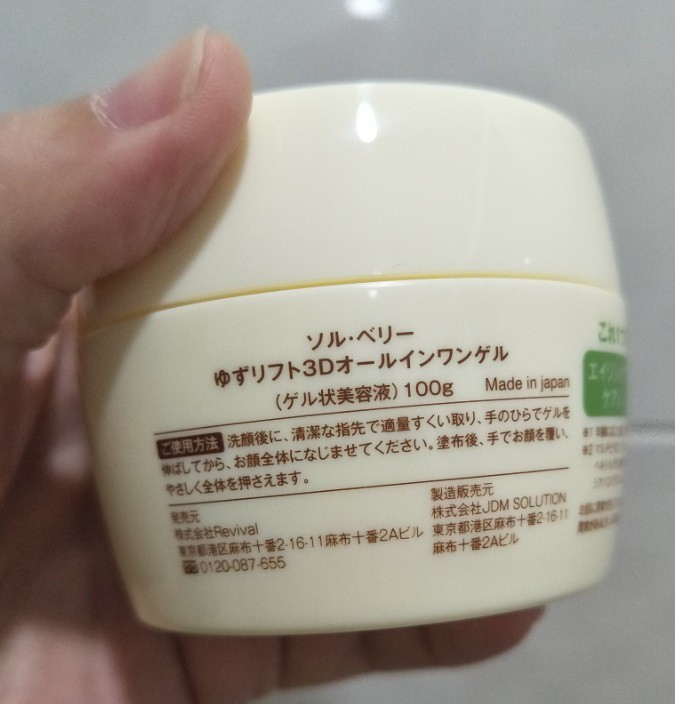 ソル・ベリー
ゆずリフト3Dオールインワンゲル
(ゲル状美容液) 100g Made in japan
ご使用方法 洗顔後に、清潔な指先で適量すくい取り、手のひらでゲルを
伸ばしてから、お顔全体になじませてください。塗布後、手でお顔を覆い、
やさしく全体を押さえます。
発売元
株式会社Revival
東京都港区麻布十番2-16-11麻布十番2Aビル
0120-087-655
製造販売元
株式会社JDM SOLUTION
東京都港区麻布十番2-16-11
麻布十番2Aビル
これ1つ
エイジング